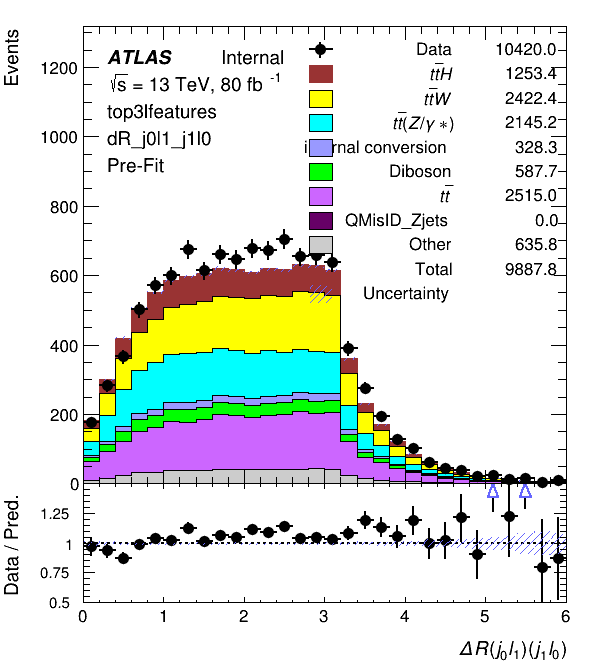 Events
ATLAS Internal
√s = 13 TeV, 80 fb⁻¹
top3lfeatures
dR_j0l1_j1l0
Pre-Fit
Data 10420.0
tt̄H 1253.4
tt̄W 2422.4
tt̄(Z/γ*) 2145.2
internal conversion 328.3
Diboson 587.7
tt̄ 2515.0
QMisID_Zjets 0.0
Other 635.8
Total 9887.8
Uncertainty
1200
1000
800
600
400
200
0
Data / Pred.
1.25
1
0.75
0.5
0 1 2 3 4 5 6
ΔR(j₀l₁)(j₁l₀)